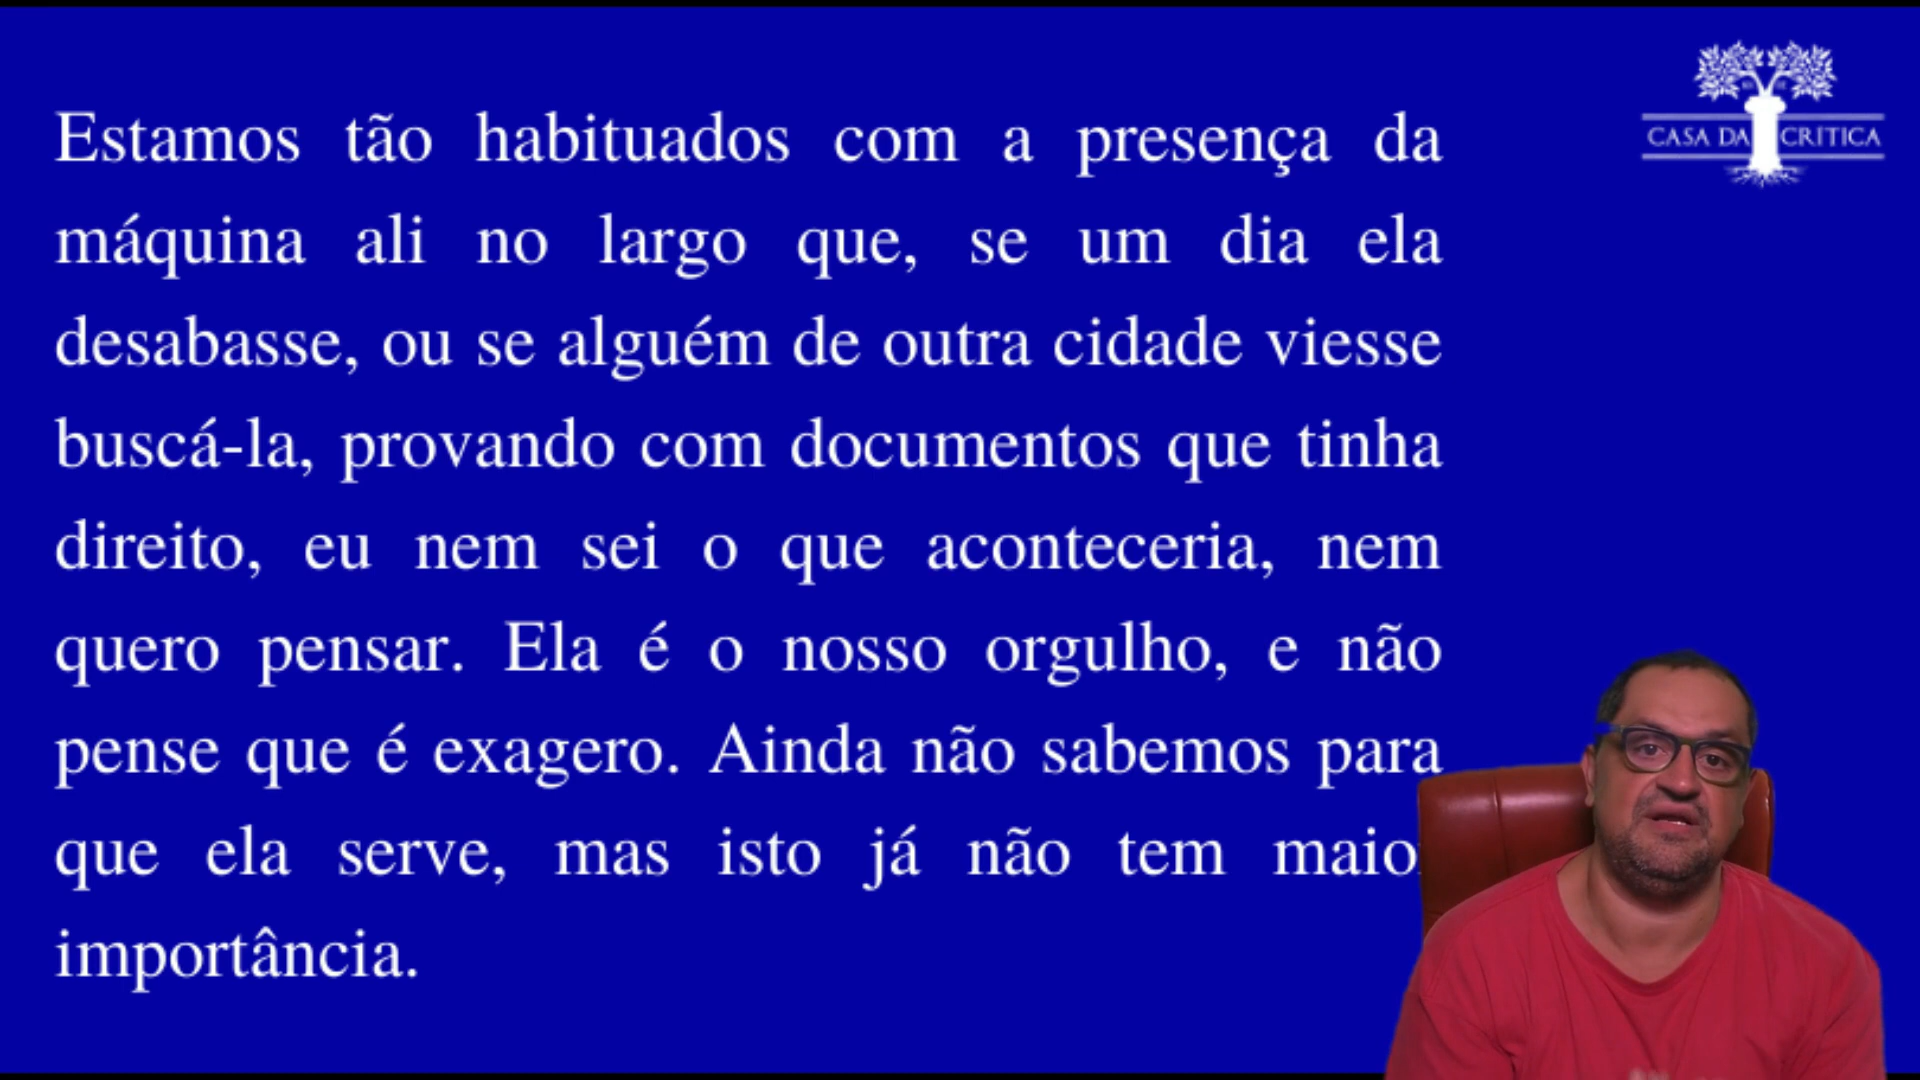 Estamos tão habituados com a presença da
máquina ali no largo que, se um dia ela
desabasse, ou se alguém de outra cidade viesse
buscá-la, provando com documentos que tinha
direito, eu nem sei o que aconteceria, nem
quero pensar. Ela é o nosso orgulho, e não
pense que é exagero. Ainda não sabemos para
que ela serve, mas isto já não tem maior
importância.
CASA DA CRÍTICA